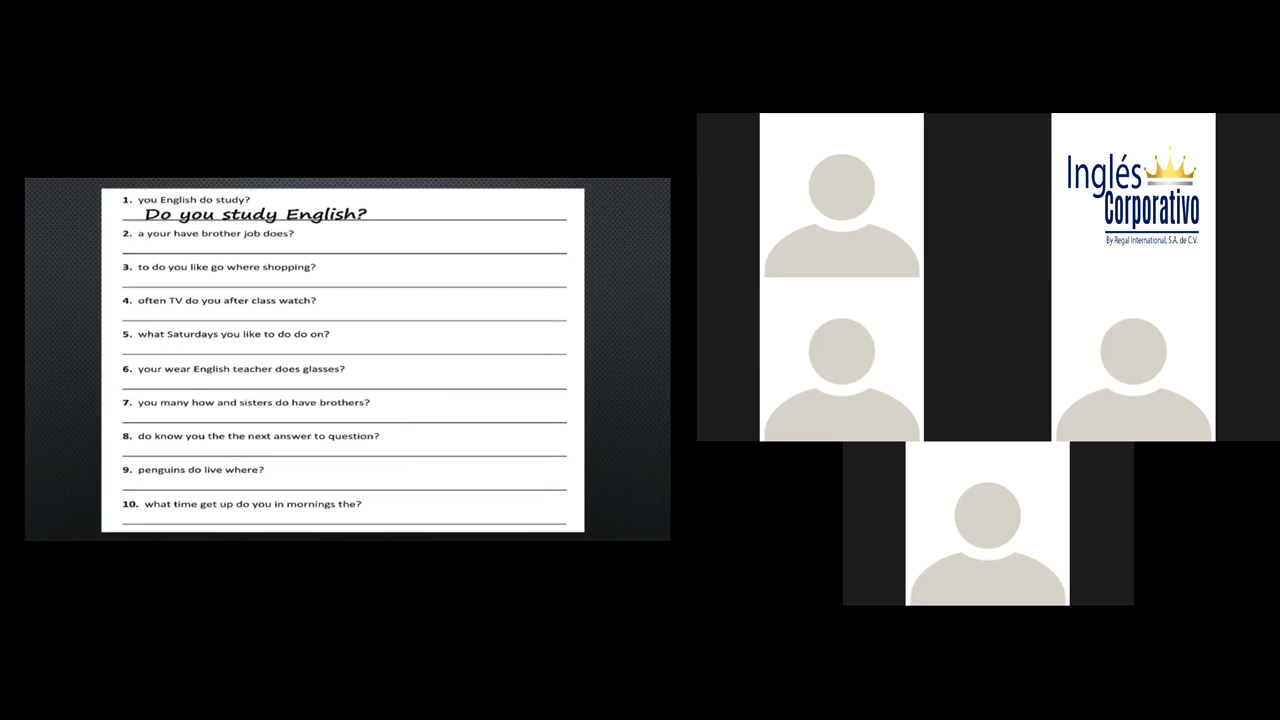 1. you English do study?
Do you study English?
2. a your have brother job does?
3. to do you like go where shopping?
4. often TV do you after class watch?
5. what Saturdays you like to do do on?
6. your wear English teacher does glasses?
7. you many how and sisters do have brothers?
8. do know you the the next answer to question?
9. penguins do live where?
10. what time get up do you in mornings the?
Inglés
Corporativo
By Regal International, S.A. de C.V.